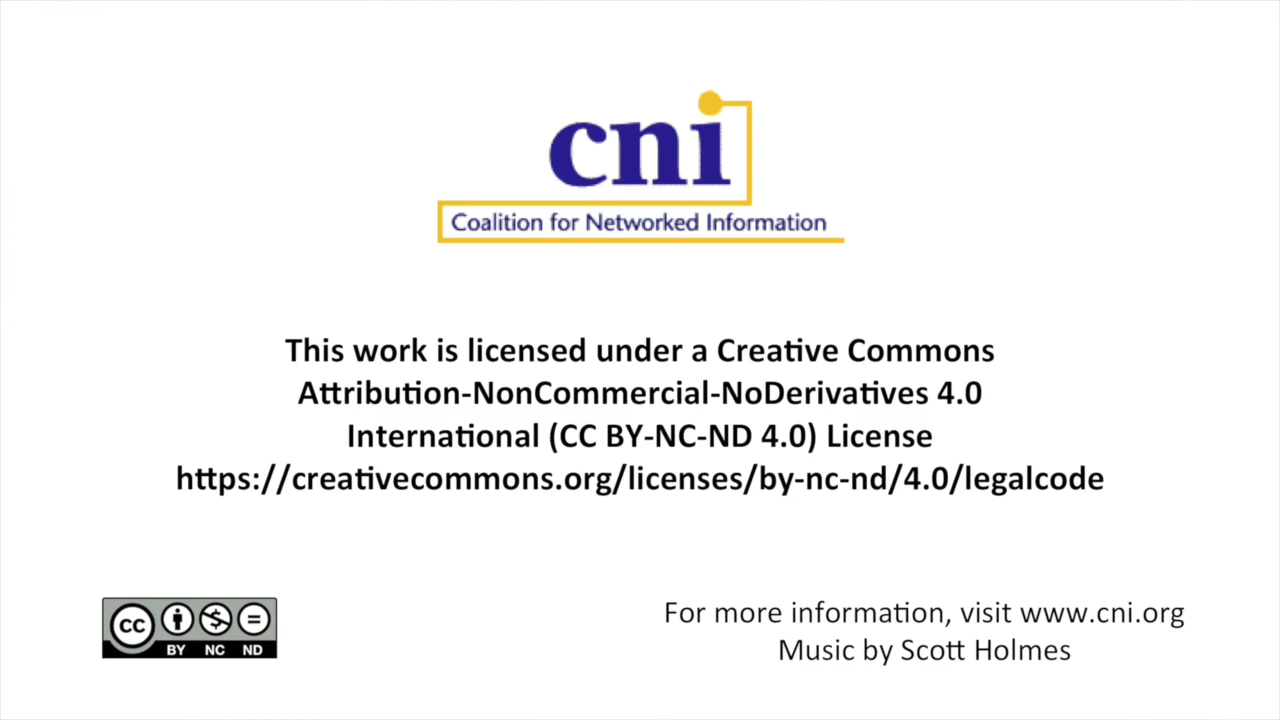 cni
Coalition for Networked Information
This work is licensed under a Creative Commons
Attribution-NonCommercial-NoDerivatives 4.0
International (CC BY-NC-ND 4.0) License
https://creativecommons.org/licenses/by-nc-nd/4.0/legalcode
CC
BY NC ND
For more information, visit www.cni.org
Music by Scott Holmes